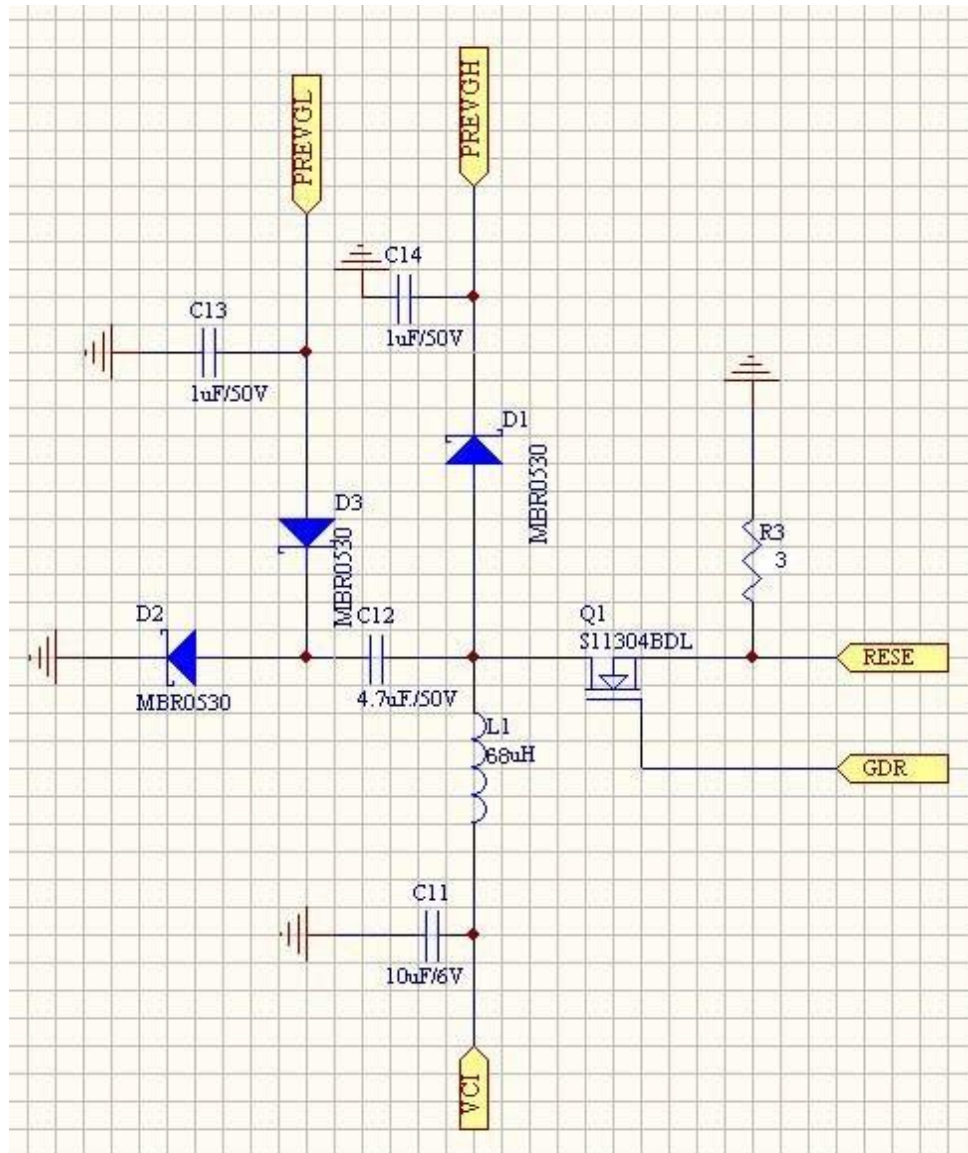 PREVGL
PREVGH
C14
1uF/50V
C13
1uF/50V
D1
MBR0530
D3
MBR0530
R3
3
D2
MBR0530
C12
4.7uF./50V
Q1
S11304BDL
RESE
GDR
L1
68uH
C11
10uF/6V
VCI